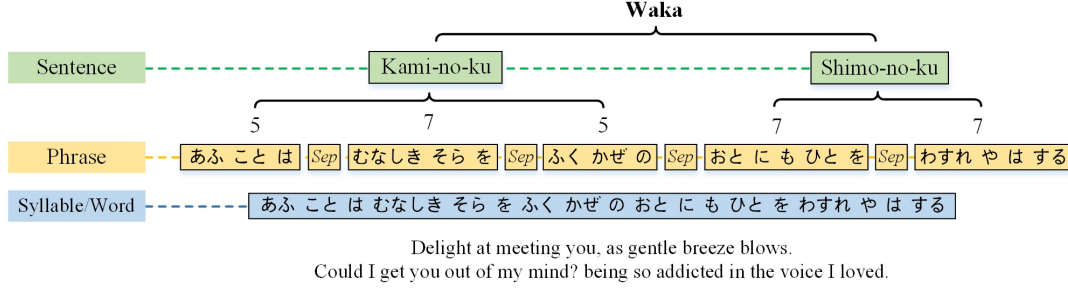 Waka
Sentence Kami-no-ku Shimo-no-ku
5 7 5 7 7
Phrase あふ こと は Sep むなしき そら を Sep ふく かぜ の Sep おと に も ひと を Sep わすれ や は する
Syllable/Word あふ こと は むなしき そら を ふく かぜ の おと に も ひと を わすれ や は する
Delight at meeting you, as gentle breeze blows.
Could I get you out of my mind? being so addicted in the voice I loved.